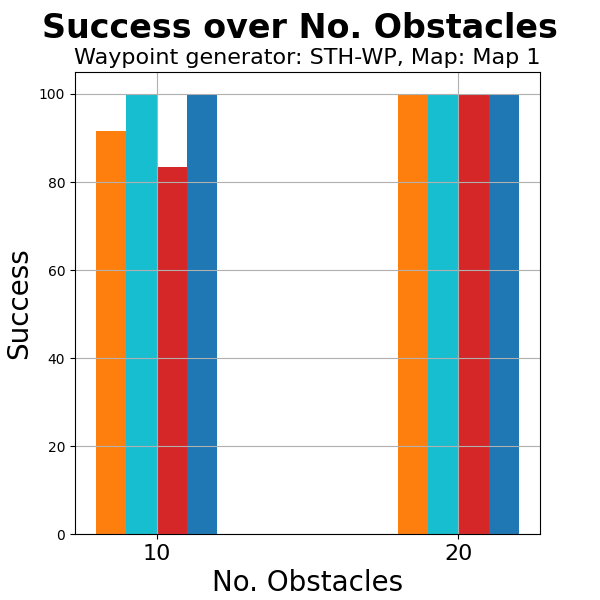 Success over No. Obstacles
Waypoint generator: STH-WP, Map: Map 1
100
80
60
40
20
0
Success
10 20
No. Obstacles